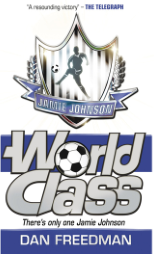 'A resounding victory' - THE TELEGRAPH
JAMIE JOHNSON
World
Class
There's only one Jamie Johnson
DAN FREEDMAN